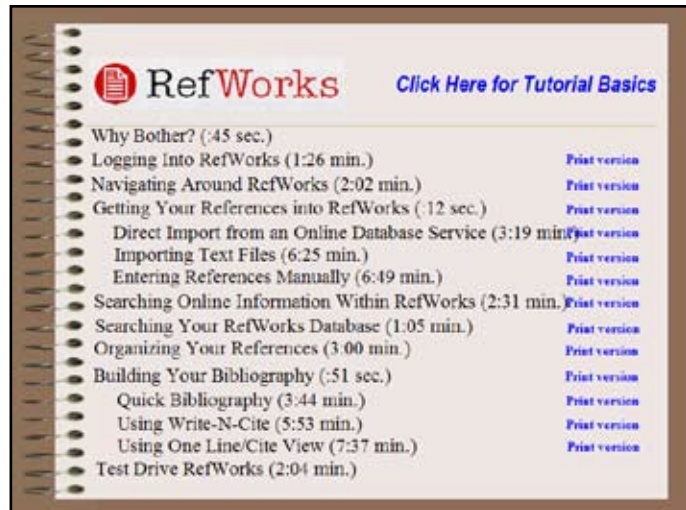 RefWorks Click Here for Tutorial Basics
Why Bother? (:45 sec.)
Logging Into RefWorks (1:26 min.) Print version
Navigating Around RefWorks (2:02 min.) Print version
Getting Your References into RefWorks (:12 sec.) Print version
Direct Import from an Online Database Service (3:19 min.) Print version
Importing Text Files (6:25 min.) Print version
Entering References Manually (6:49 min.) Print version
Searching Online Information Within RefWorks (2:31 min.) Print version
Searching Your RefWorks Database (1:05 min.) Print version
Organizing Your References (3:00 min.) Print version
Building Your Bibliography (:51 sec.) Print version
Quick Bibliography (3:44 min.) Print version
Using Write-N-Cite (5:53 min.) Print version
Using One Line/Cite View (7:37 min.) Print version
Test Drive RefWorks (2:04 min.)